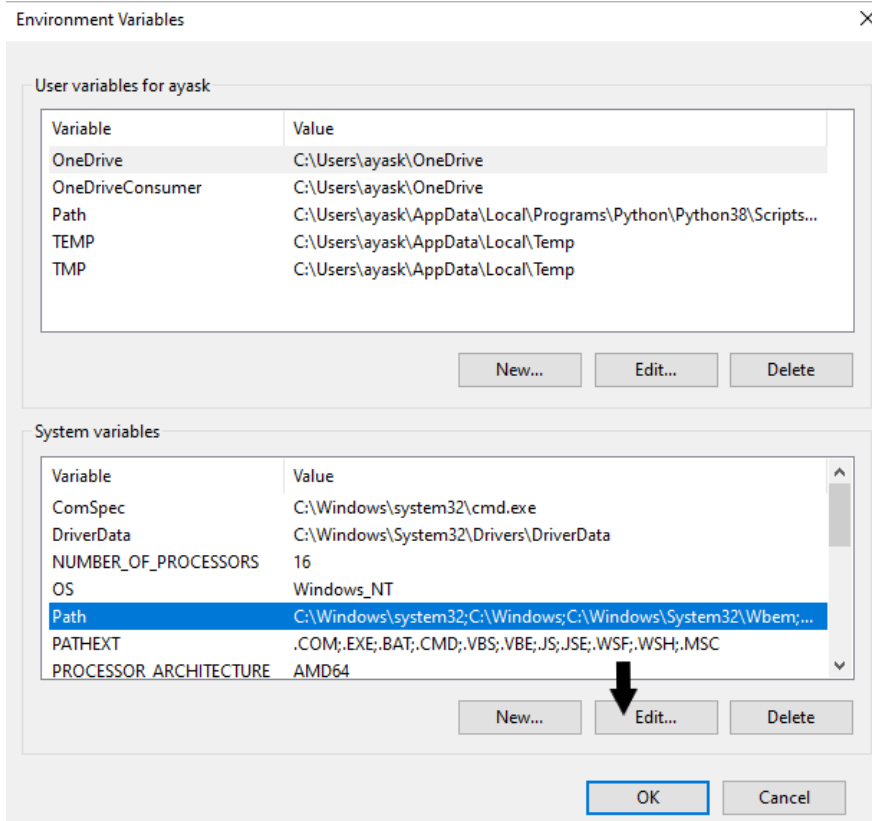 Environment Variables
User variables for ayask
Variable Value
OneDrive C:\Users\ayask\OneDrive
OneDriveConsumer C:\Users\ayask\OneDrive
Path C:\Users\ayask\AppData\Local\Programs\Python\Python38\Scripts...
TEMP C:\Users\ayask\AppData\Local\Temp
TMP C:\Users\ayask\AppData\Local\Temp
New... Edit... Delete
System variables
Variable Value
ComSpec C:\Windows\system32\cmd.exe
DriverData C:\Windows\System32\Drivers\DriverData
NUMBER_OF_PROCESSORS 16
OS Windows_NT
Path C:\Windows\system32;C:\Windows;C:\Windows\System32\Wbem;...
PATHEXT .COM;.EXE;.BAT;.CMD;.VBS;.VBE;.JS;.JSE;.WSF;.WSH;.MSC
PROCESSOR_ARCHITECTURE AMD64
New... Edit... Delete
OK Cancel